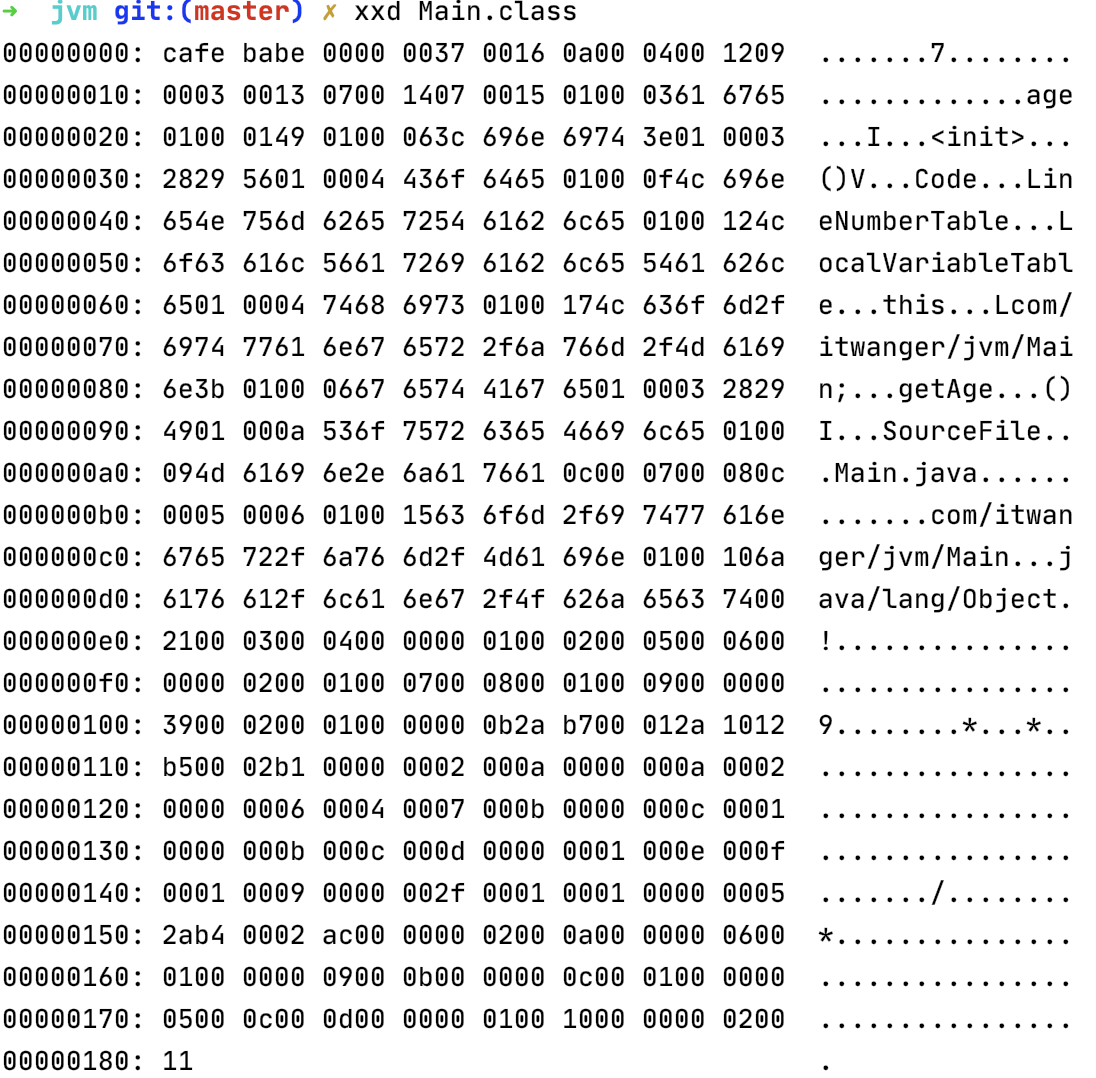 → jvm git:(master) ✗ xxd Main.class
00000000: cafe babe 0000 0037 0016 0a00 0400 1209 .......7........
00000010: 0003 0013 0700 1407 0015 0100 0361 6765 .............age
00000020: 0100 0149 0100 063c 696e 6974 3e01 0003 ...I...<init>...
00000030: 2829 5601 0004 436f 6465 0100 0f4c 696e ()V...Code...Lin
00000040: 654e 756d 6265 7254 6162 6c65 0100 124c eNumberTable...L
00000050: 6f63 616c 5661 7269 6162 6c65 5461 626c ocalVariableTabl
00000060: 6501 0004 7468 6973 0100 174c 636f 6d2f e...this...Lcom/
00000070: 6974 7761 6e67 6572 2f6a 766d 2f4d 6169 itwanger/jvm/Mai
00000080: 6e3b 0100 0667 6574 4167 6501 0003 2829 n;...getAge...()
00000090: 4901 000a 536f 7572 6365 4669 6c65 0100 I...SourceFile..
000000a0: 094d 6169 6e2e 6a61 7661 0c00 0700 080c .Main.java......
000000b0: 0005 0006 0100 1563 6f6d 2f69 7477 616e .......com/itwan
000000c0: 6765 722f 6a76 6d2f 4d61 696e 0100 106a ger/jvm/Main...j
000000d0: 6176 612f 6c61 6e67 2f4f 626a 6563 7400 ava/lang/Object.
000000e0: 2100 0300 0400 0000 0100 0200 0500 0600 !...............
000000f0: 0000 0200 0100 0700 0800 0100 0900 0000 ................
00000100: 3900 0200 0100 0000 0b2a b700 012a 1012 9........*...*..
00000110: b500 02b1 0000 0002 000a 0000 000a 0002 ................
00000120: 0000 0006 0004 0007 000b 0000 000c 0001 ................
00000130: 0000 000b 000c 000d 0000 0001 000e 000f ................
00000140: 0001 0009 0000 002f 0001 0001 0000 0005 ......./........
00000150: 2ab4 0002 ac00 0000 0200 0a00 0000 0600 *...............
00000160: 0100 0000 0900 0b00 0000 0c00 0100 0000 ................
00000170: 0500 0c00 0d00 0000 0100 1000 0000 0200 ................
00000180: 11 .